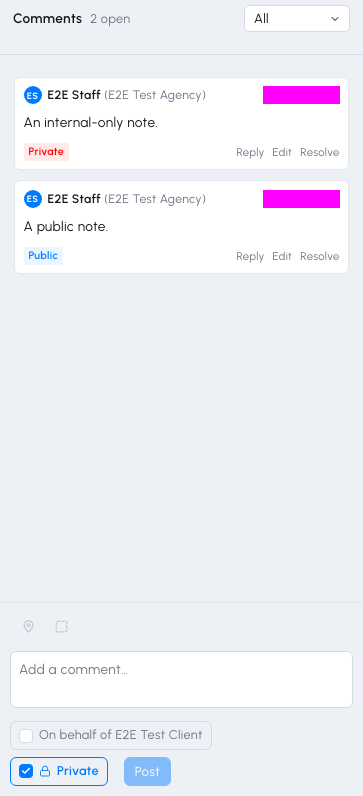 Comments 2 open All
ES E2E Staff (E2E Test Agency)
An internal-only note.
Private Reply Edit Resolve
ES E2E Staff (E2E Test Agency)
A public note.
Public Reply Edit Resolve
Add a comment...
On behalf of E2E Test Client
Private Post